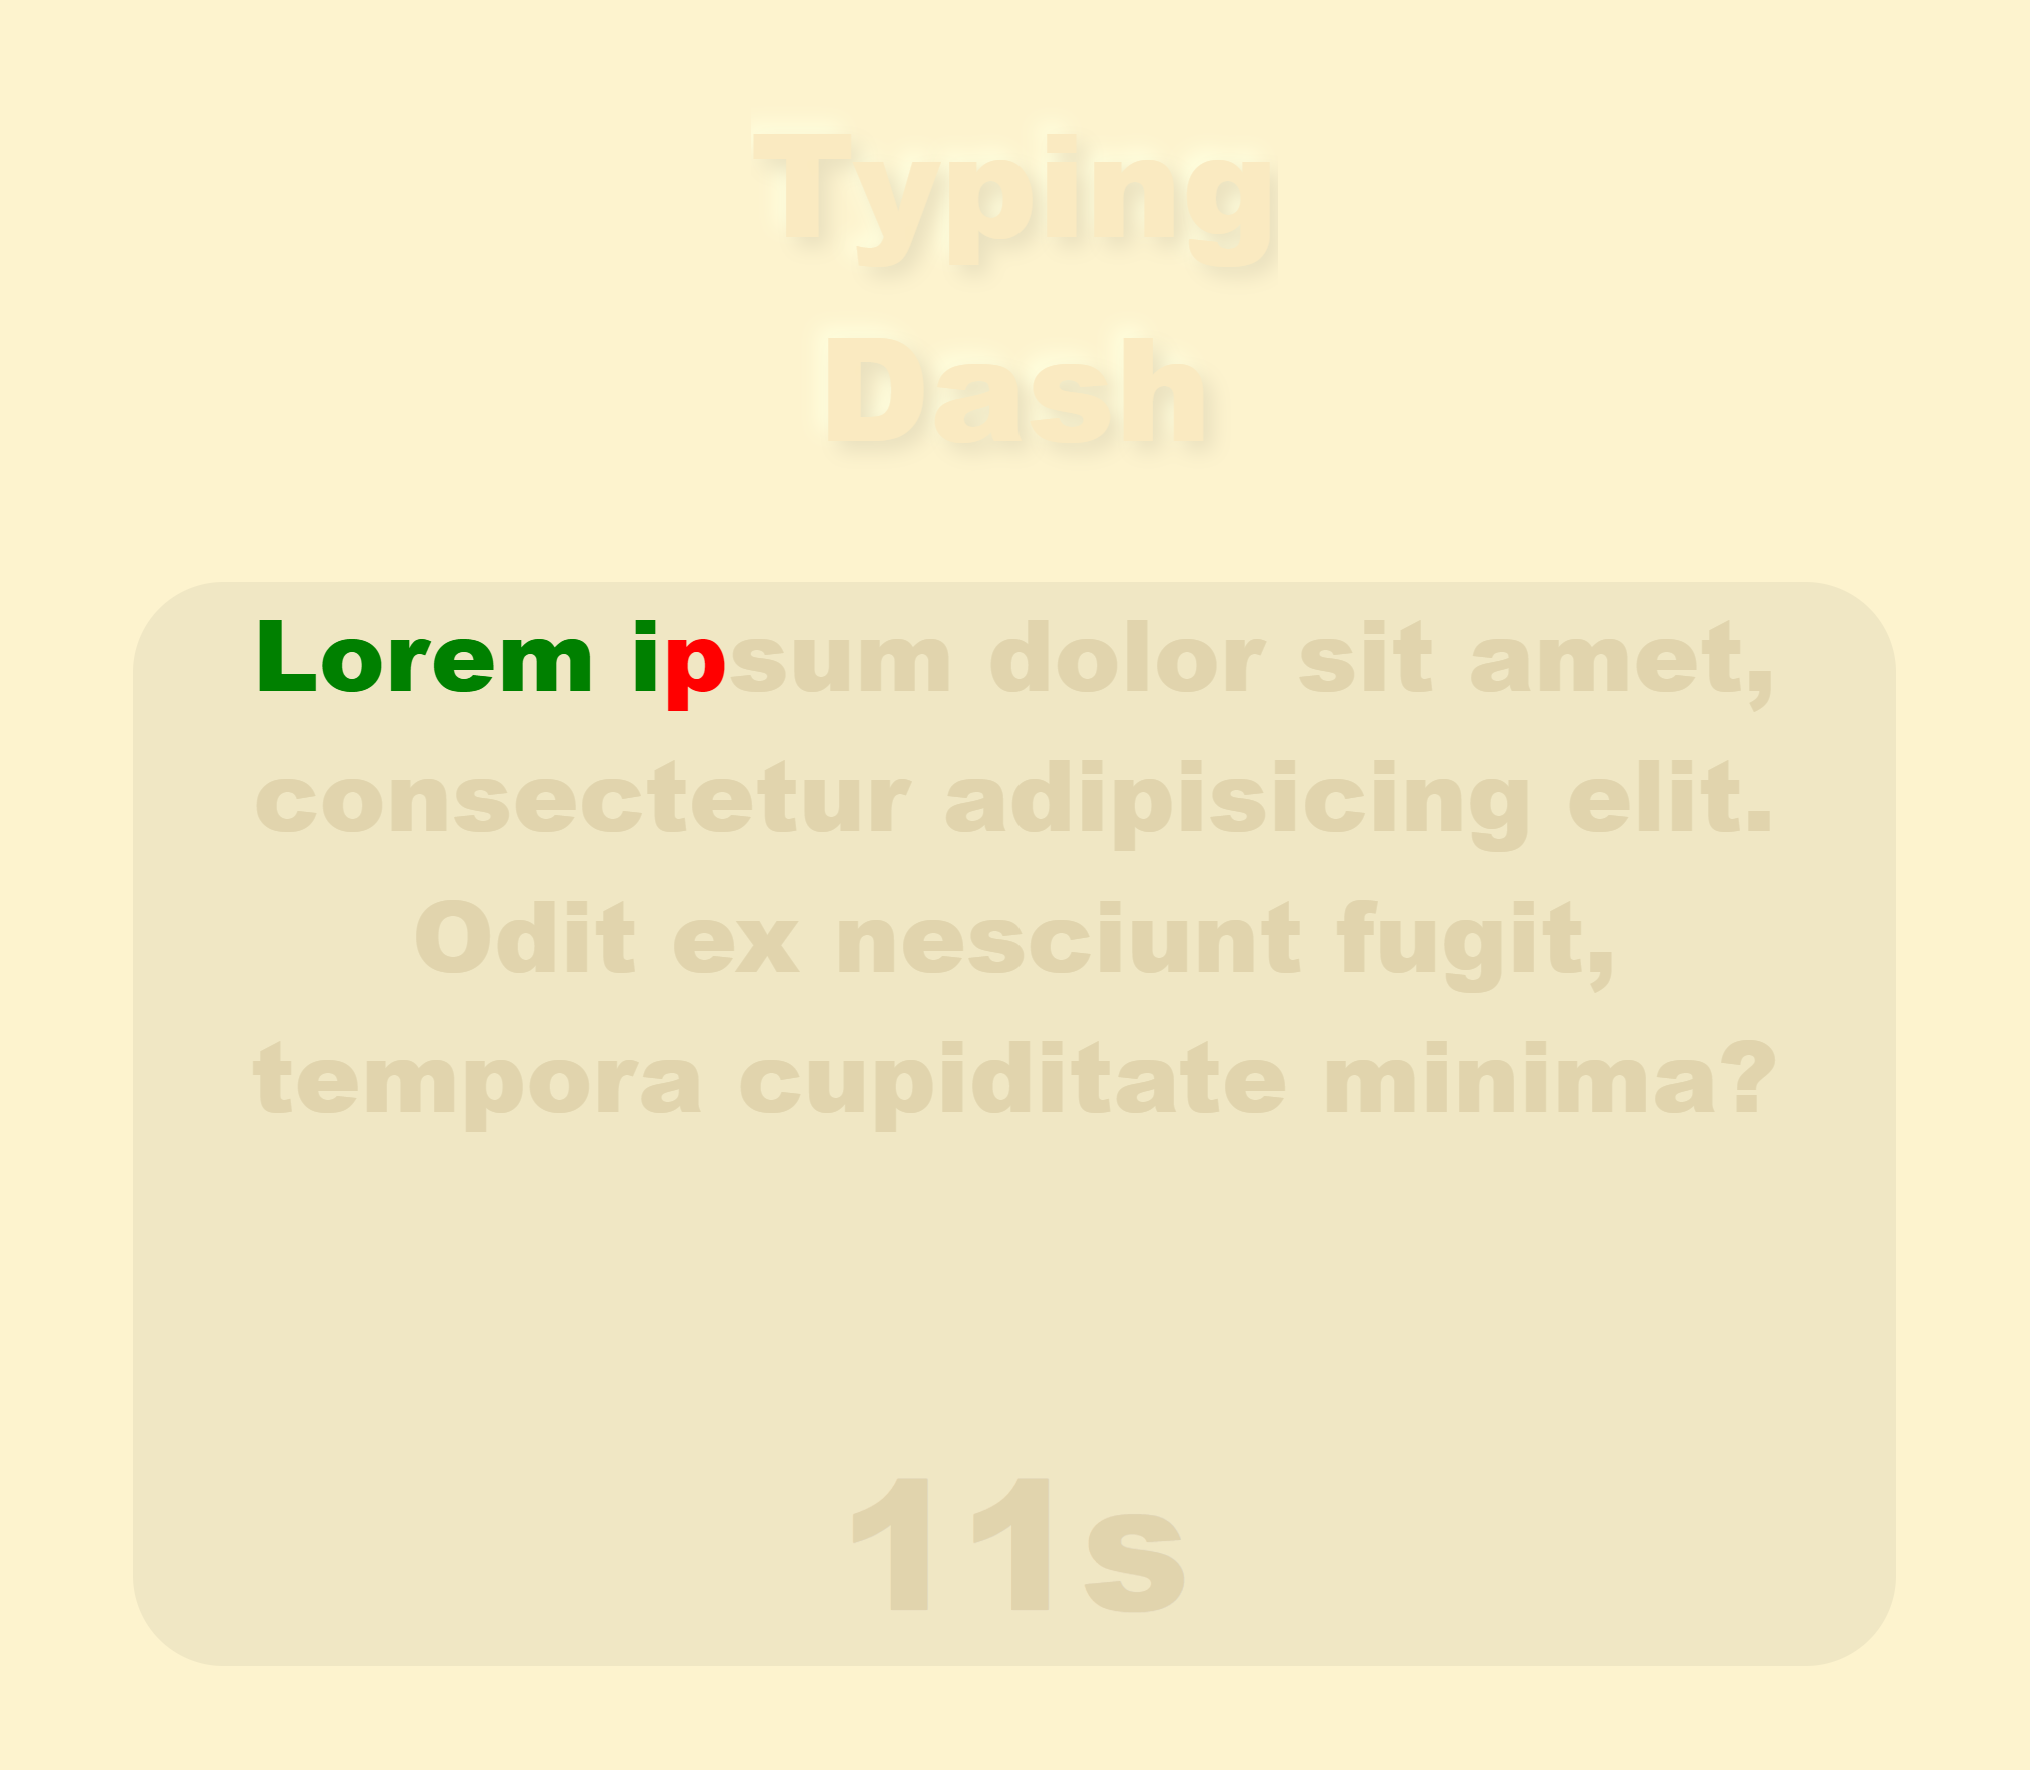 Typing
Dash
Lorem ipsum dolor sit amet,
consectetur adipisicing elit.
Odit ex nesciunt fugit,
tempora cupiditate minima?
11s